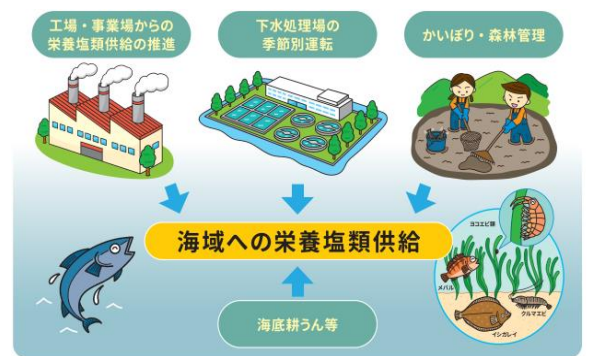 工場・事業場からの
栄養塩類供給の推進
下水処理場の
季節別運転
かいぼり・森林管理
海域への栄養塩類供給
ヨコエビ類
メバル
クルマエビ
イシガレイ
海底耕うん等